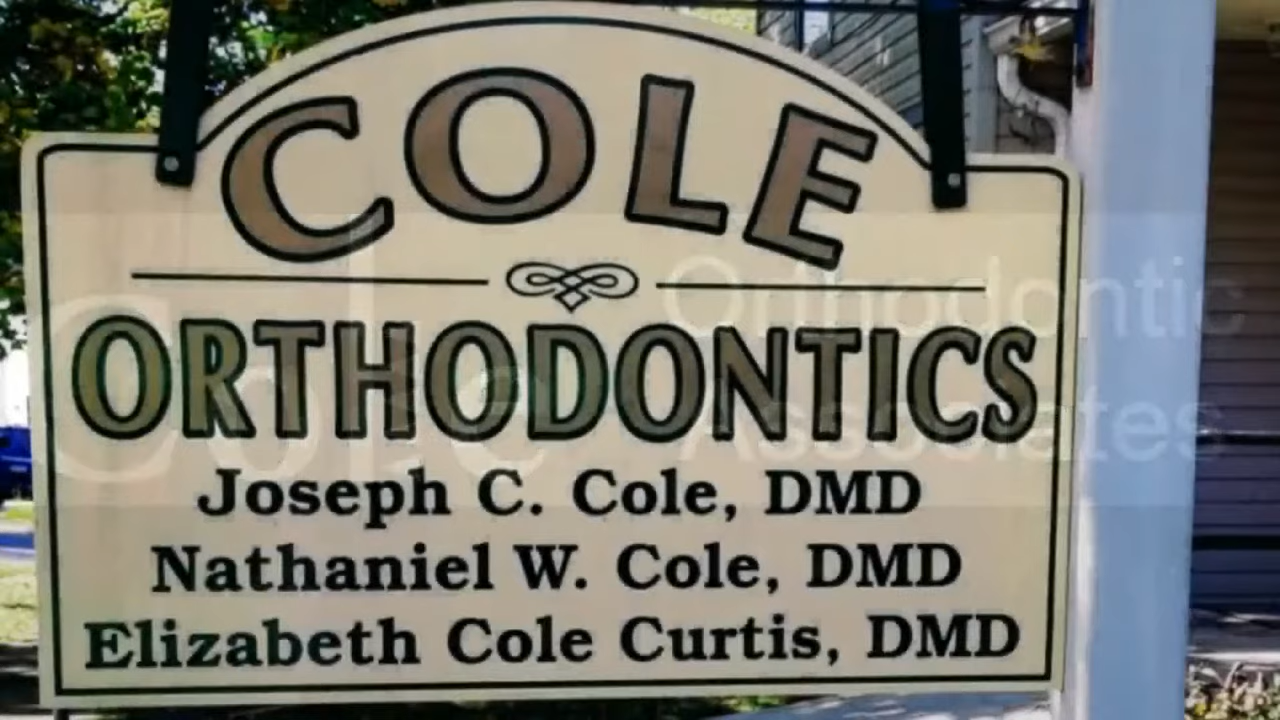 COLE
ORTHODONTICS
Joseph C. Cole, DMD
Nathaniel W. Cole, DMD
Elizabeth Cole Curtis, DMD
Cole
Orthodontic
Associates